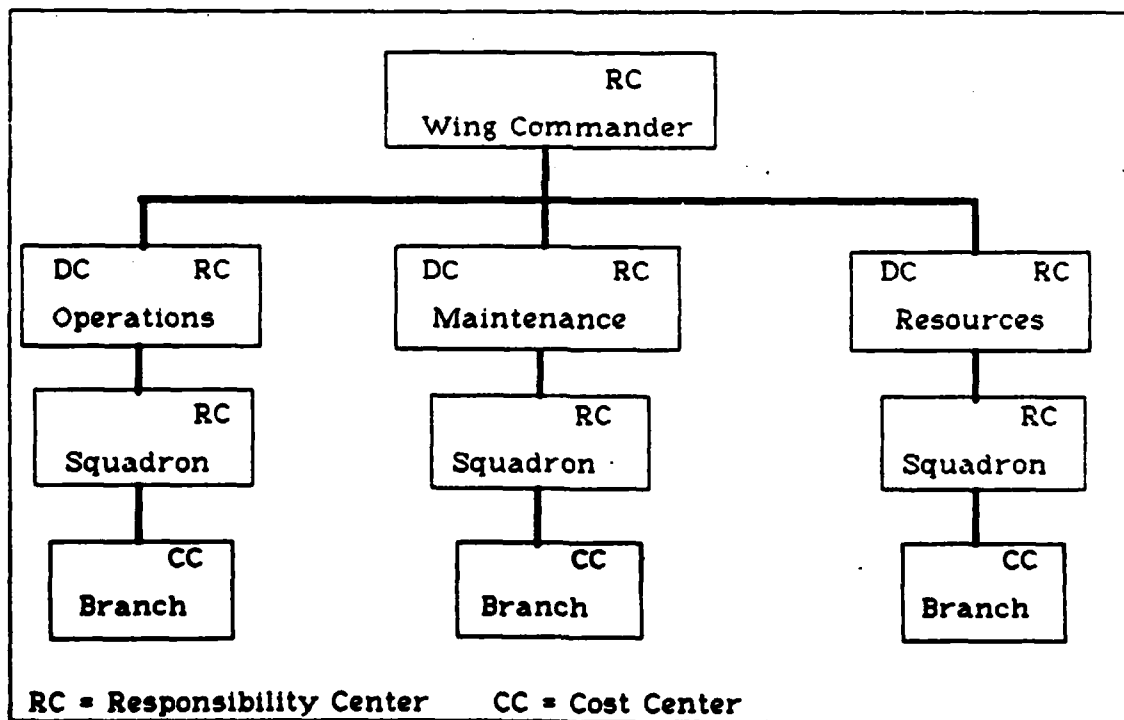 RC
Wing Commander
DC RC
Operations
DC RC
Maintenance
DC RC
Resources
RC
Squadron
RC
Squadron
RC
Squadron
CC
Branch
CC
Branch
CC
Branch
RC = Responsibility Center CC = Cost Center